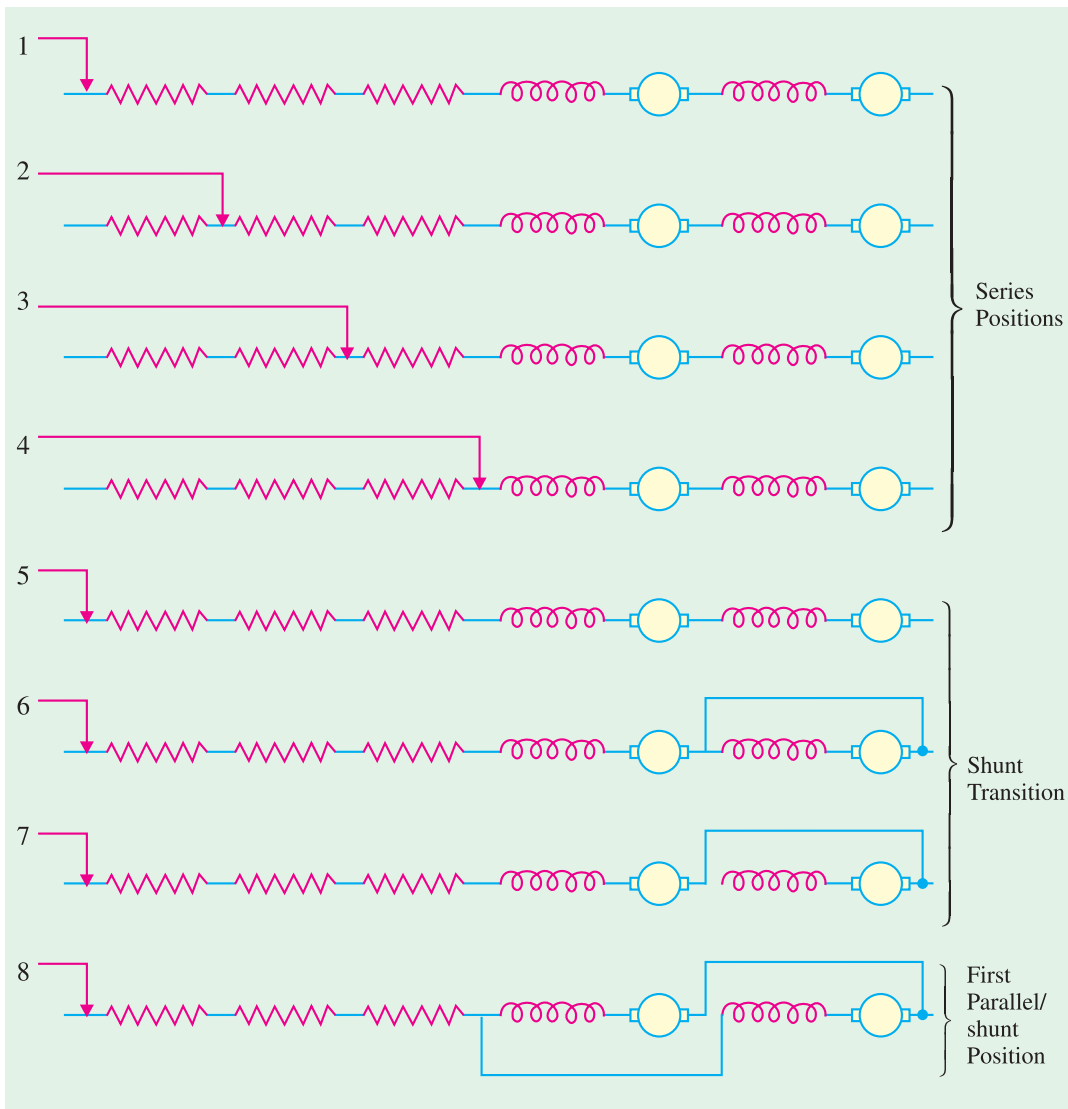 1
2
3
Series
Positions
4
5
6
Shunt
Transition
7
8
First
Parallel/
shunt
Position